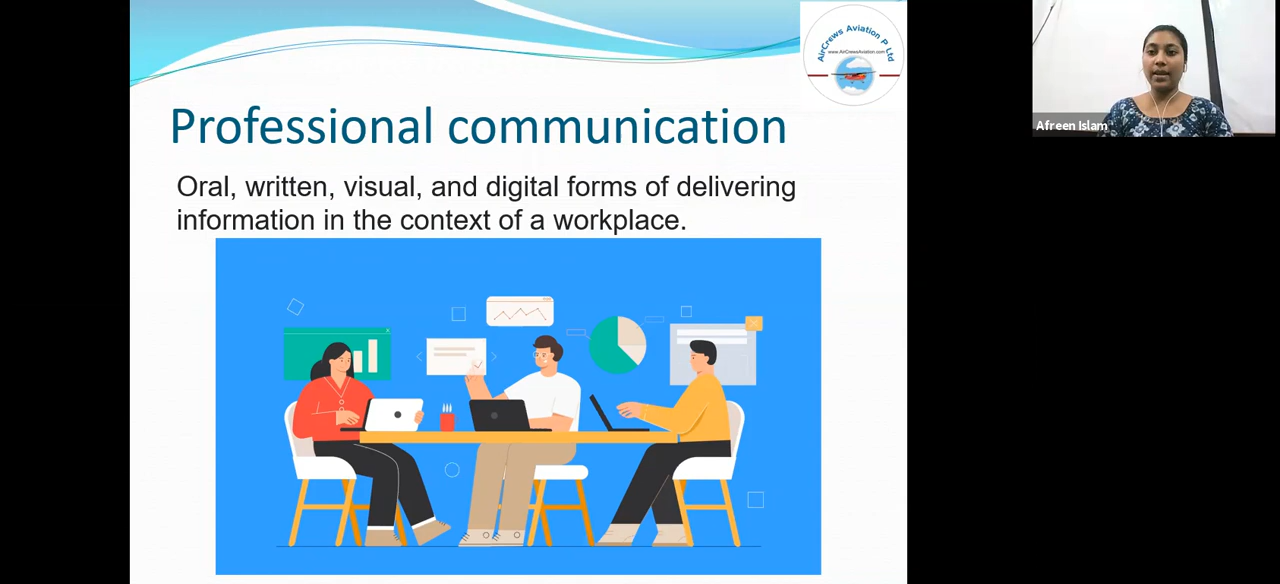 AirCrews Aviation P Ltd
www.AirCrewsAviation.com
Professional communication
Oral, written, visual, and digital forms of delivering
information in the context of a workplace.
Afreen Islam